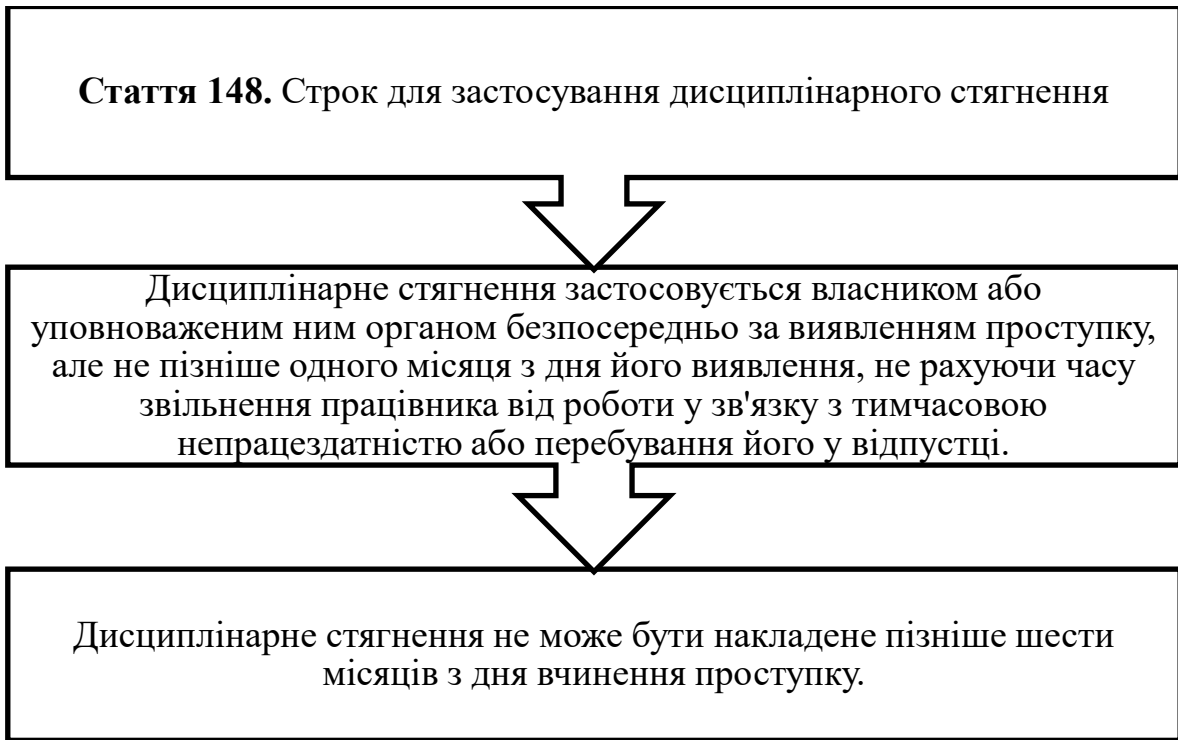 Стаття 148. Строк для застосування дисциплінарного стягнення
Дисциплінарне стягнення застосовується власником або
уповноваженим ним органом безпосередньо за виявленням проступку,
але не пізніше одного місяця з дня його виявлення, не рахуючи часу
звільнення працівника від роботи у зв'язку з тимчасовою
непрацездатністю або перебування його у відпустці.
Дисциплінарне стягнення не може бути накладене пізніше шести
місяців з дня вчинення проступку.